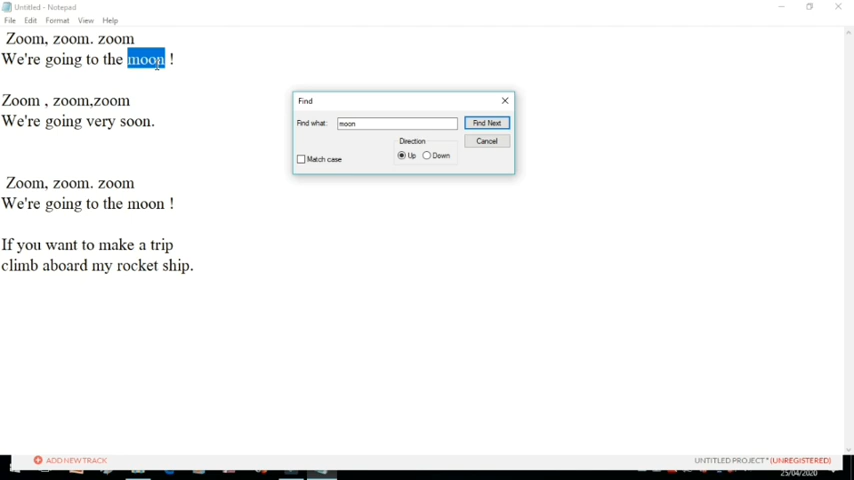 Untitled - Notepad
File Edit Format View Help
Zoom, zoom. zoom
We're going to the moon !
Zoom , zoom,zoom
We're going very soon.
Zoom, zoom. zoom
We're going to the moon !
If you want to make a trip
climb aboard my rocket ship.
Find
Find what: moon Find Next
Direction Cancel
Match case Up Down
ADD NEW TRACK UNTITLED PROJECT * (UNREGISTERED)
25/04/2020